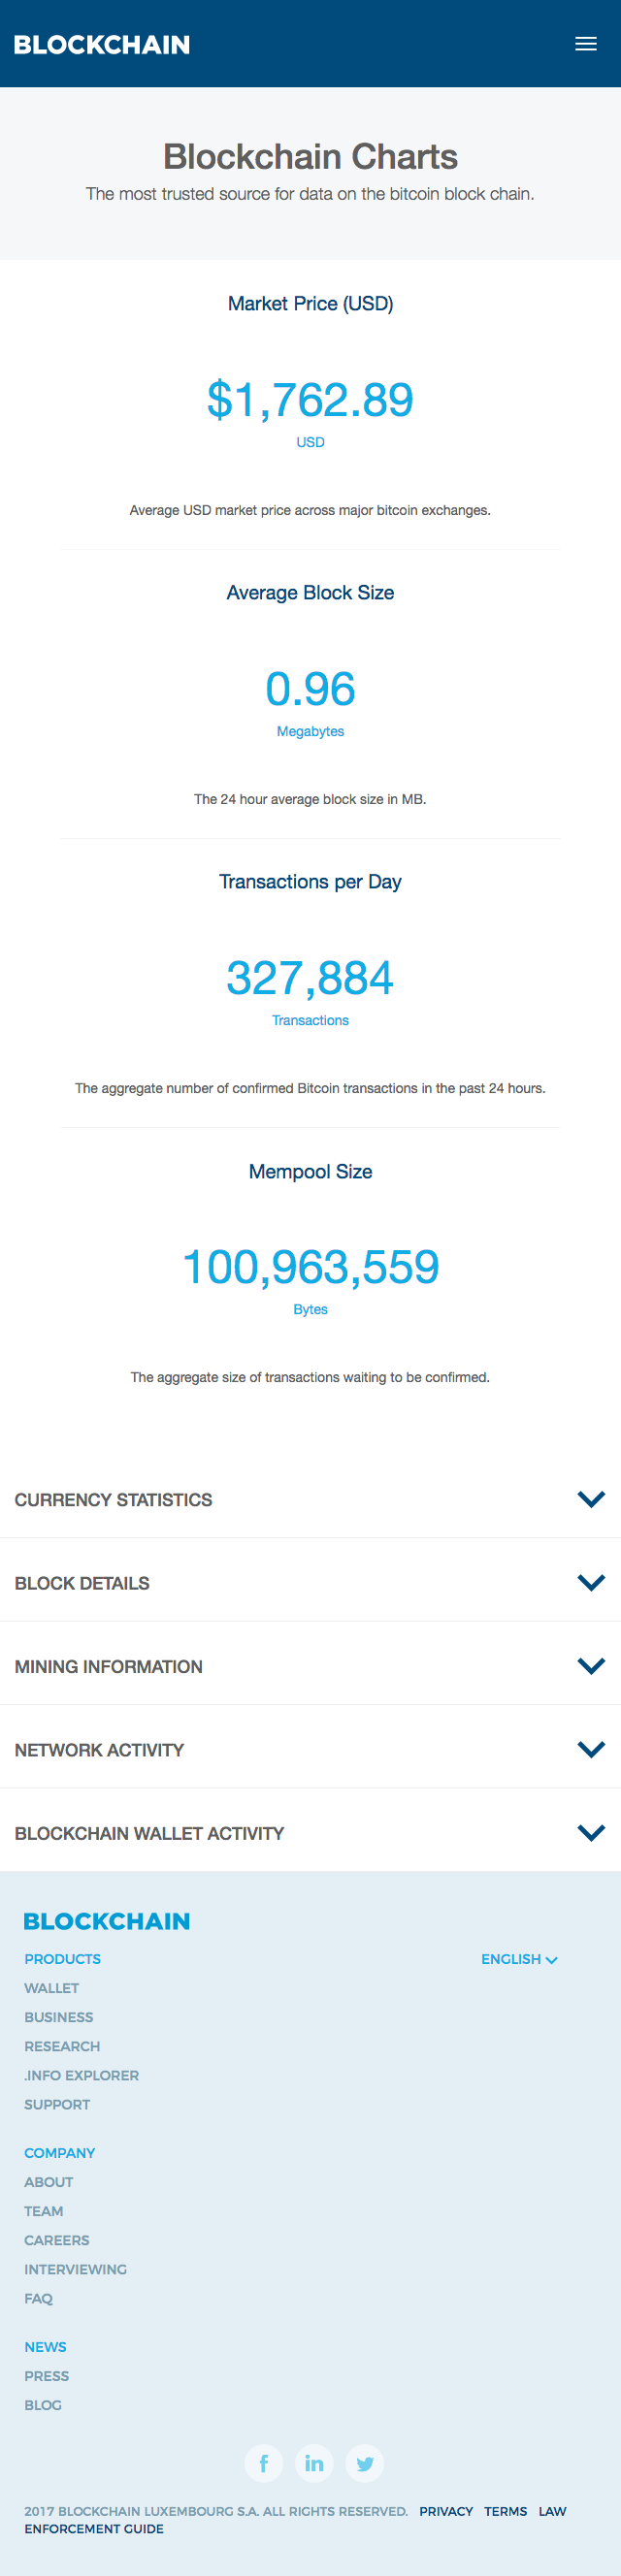 BLOCKCHAIN
Blockchain Charts
The most trusted source for data on the bitcoin block chain.
Market Price (USD)
$1,762.89
USD
Average USD market price across major bitcoin exchanges.
Average Block Size
0.96
Megabytes
The 24 hour average block size in MB.
Transactions per Day
327,884
Transactions
The aggregate number of confirmed Bitcoin transactions in the past 24 hours.
Mempool Size
100,963,559
Bytes
The aggregate size of transactions waiting to be confirmed.
CURRENCY STATISTICS
BLOCK DETAILS
MINING INFORMATION
NETWORK ACTIVITY
BLOCKCHAIN WALLET ACTIVITY
BLOCKCHAIN
PRODUCTS ENGLISH
WALLET
BUSINESS
RESEARCH
.INFO EXPLORER
SUPPORT
COMPANY
ABOUT
TEAM
CAREERS
INTERVIEWING
FAQ
NEWS
PRESS
BLOG
2017 BLOCKCHAIN LUXEMBOURG S.A. ALL RIGHTS RESERVED. PRIVACY TERMS LAW
ENFORCEMENT GUIDE